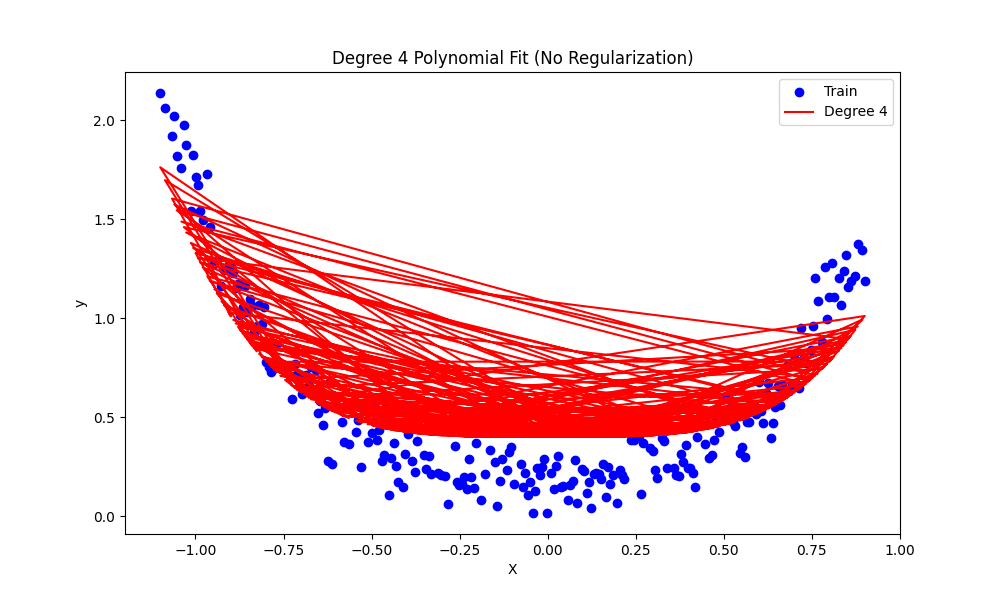 Degree 4 Polynomial Fit (No Regularization)
Train
Degree 4
y
2.0
1.5
1.0
0.5
0.0
−1.00 −0.75 −0.50 −0.25 0.00 0.25 0.50 0.75 1.00
X